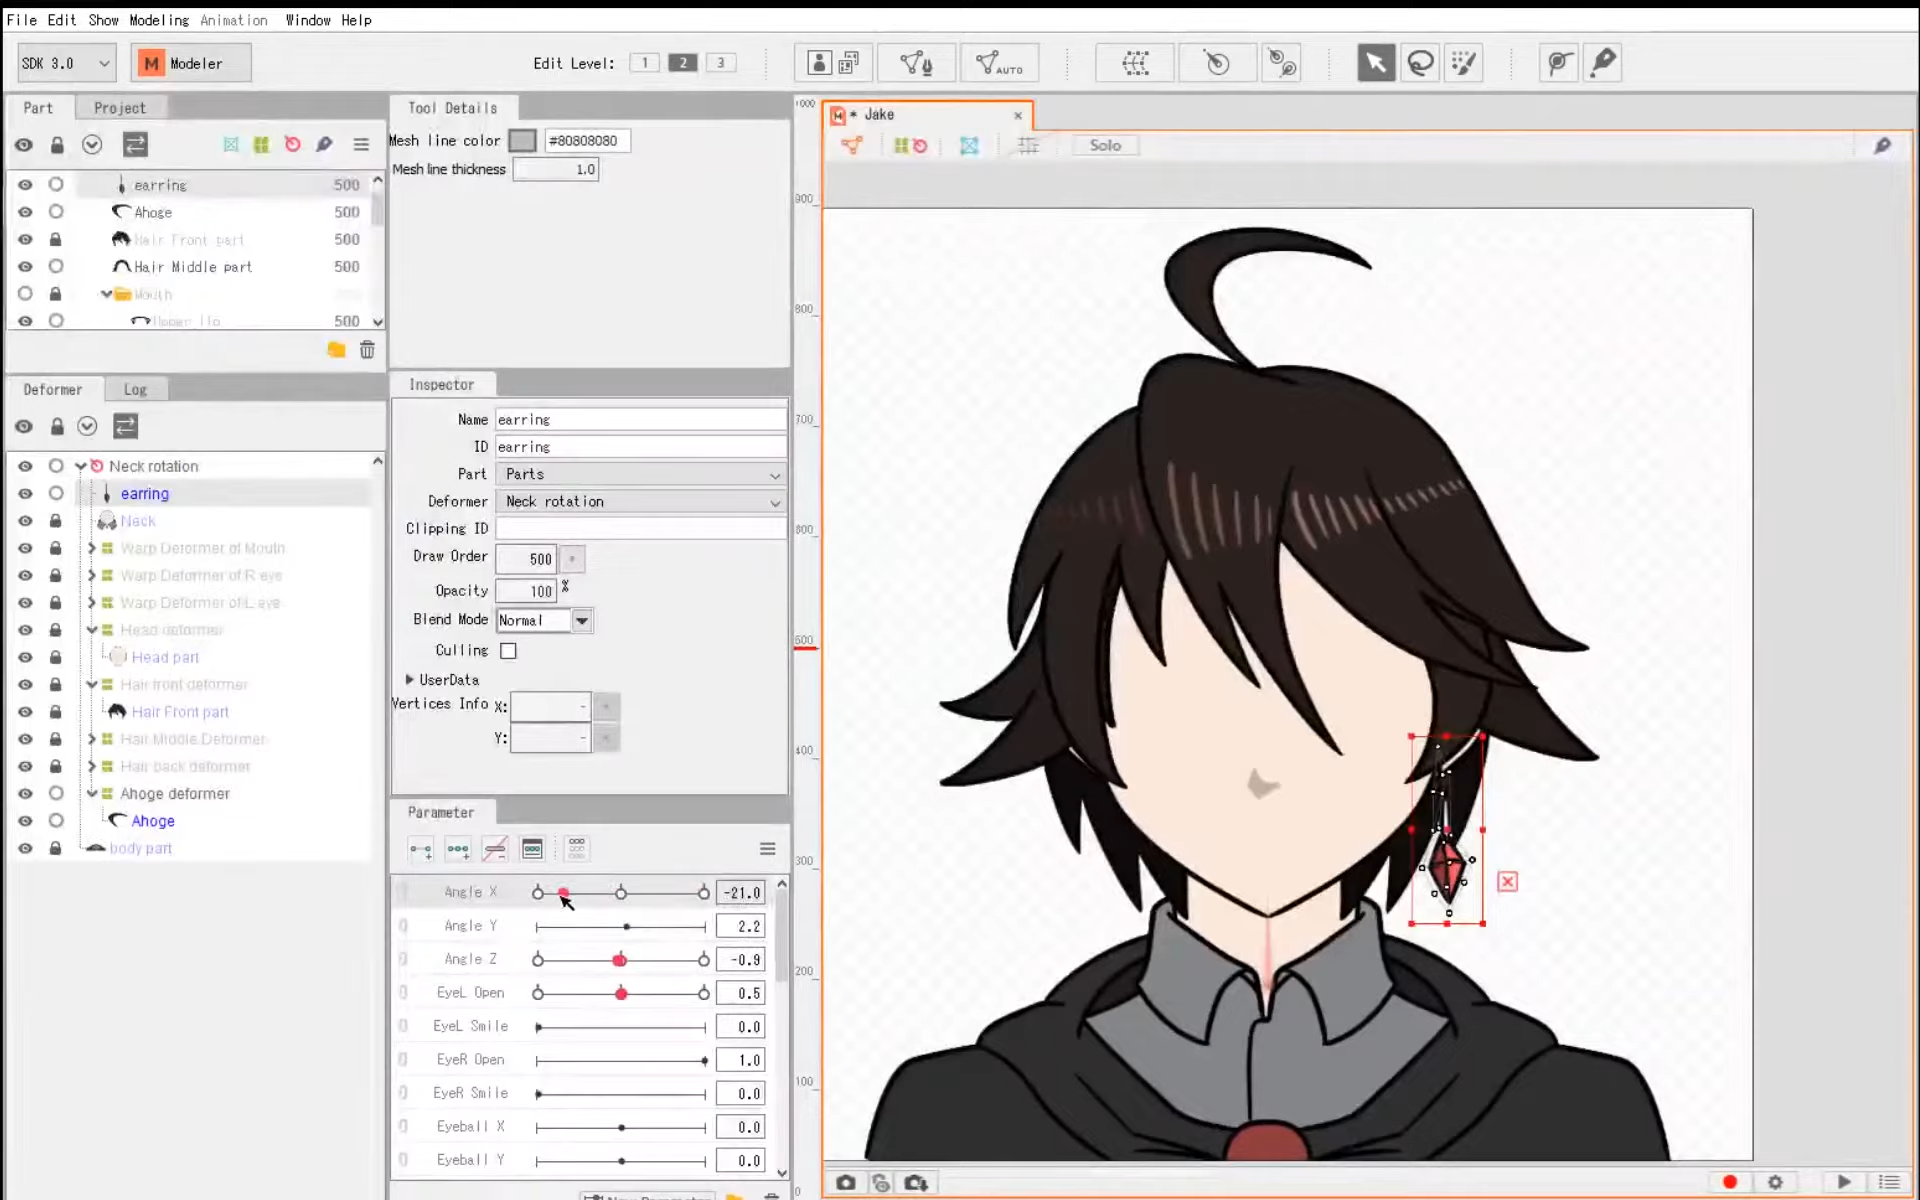 File Edit Show Modeling Animation Window Help
SDK 3.0 M Modeler Edit Level: 1 2 3 AUTO
Part Project
earring 500
Ahoge 500
Hair Front part 500
Hair Middle part 500
Mouth
500
Tool Details
Mesh line color #80808080
Mesh line thickness 1.0
M * Jake ×
Solo
Deformer Log
Neck rotation
earring
Neck
Warp Deformer of Mouth
Warp Deformer of R eye
Warp Deformer of L eye
Head deformer
Head part
Hair front deformer
Hair Front part
Hair Middle Deformer
Hair back deformer
Ahoge deformer
Ahoge
body part
Inspector
Name earring
ID earring
Part Parts
Deformer Neck rotation
Clipping ID
Draw Order 500
Opacity 100 %
Blend Mode Normal
Culling
UserData
Vertices Info X: -
Y: -
Parameter
Angle X -21.0
Angle Y 2.2
Angle Z -0.9
EyeL Open 0.5
EyeL Smile 0.0
EyeR Open 1.0
EyeR Smile 0.0
Eyeball X 0.0
Eyeball Y 0.0
1000
900
800
700
600
500
400
300
200
100
0